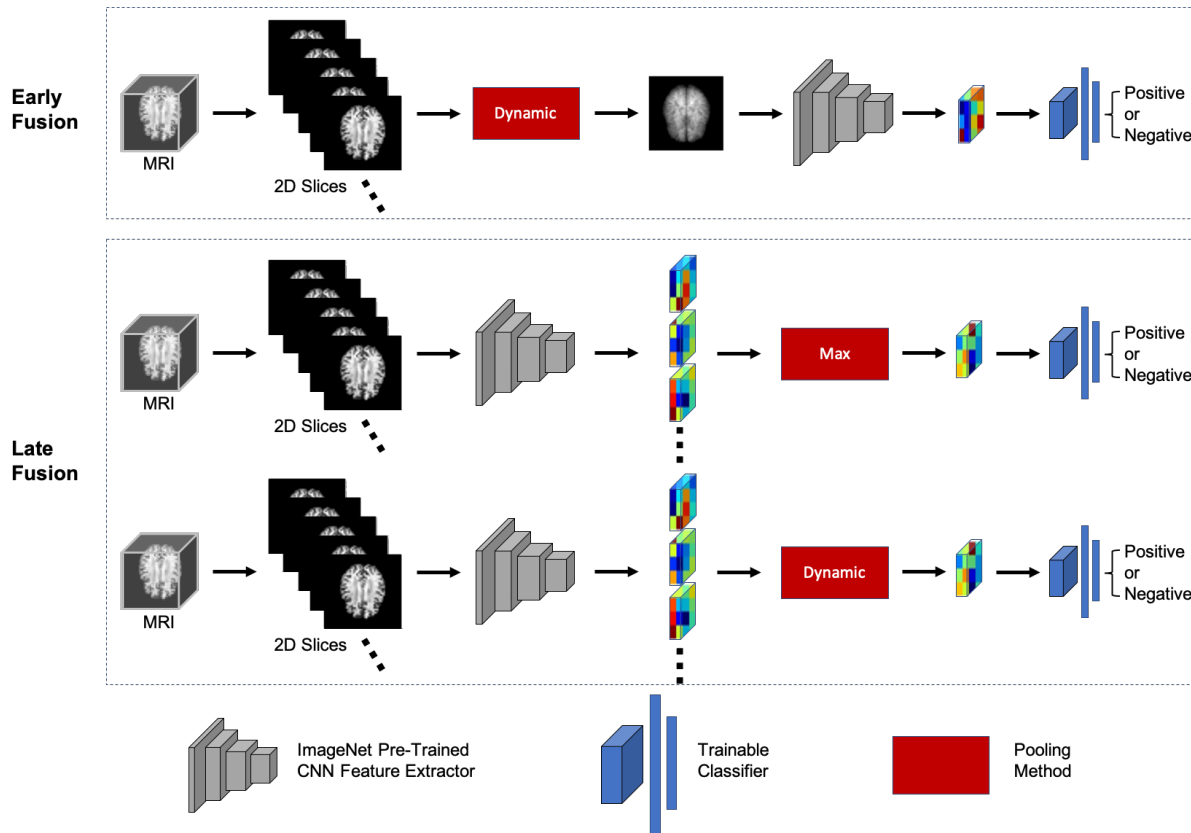 Early
Fusion
MRI
2D Slices
Dynamic
Positive
or
Negative
Late
Fusion
MRI
2D Slices
Max
Positive
or
Negative
MRI
2D Slices
Dynamic
Positive
or
Negative
ImageNet Pre-Trained
CNN Feature Extractor
Trainable
Classifier
Pooling
Method